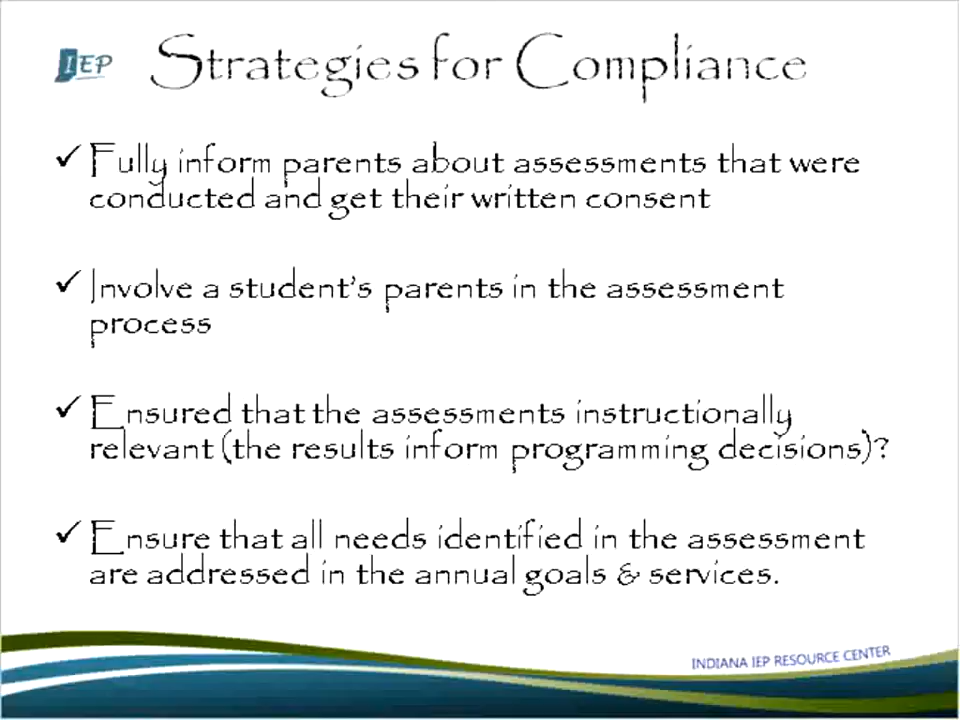 IEP
Strategies for Compliance
✓ Fully inform parents about assessments that were
conducted and get their written consent
✓ Involve a student's parents in the assessment
process
✓ Ensured that the assessments instructionally
relevant (the results inform programming decisions)?
✓ Ensure that all needs identified in the assessment
are addressed in the annual goals & services.
INDIANA IEP RESOURCE CENTER